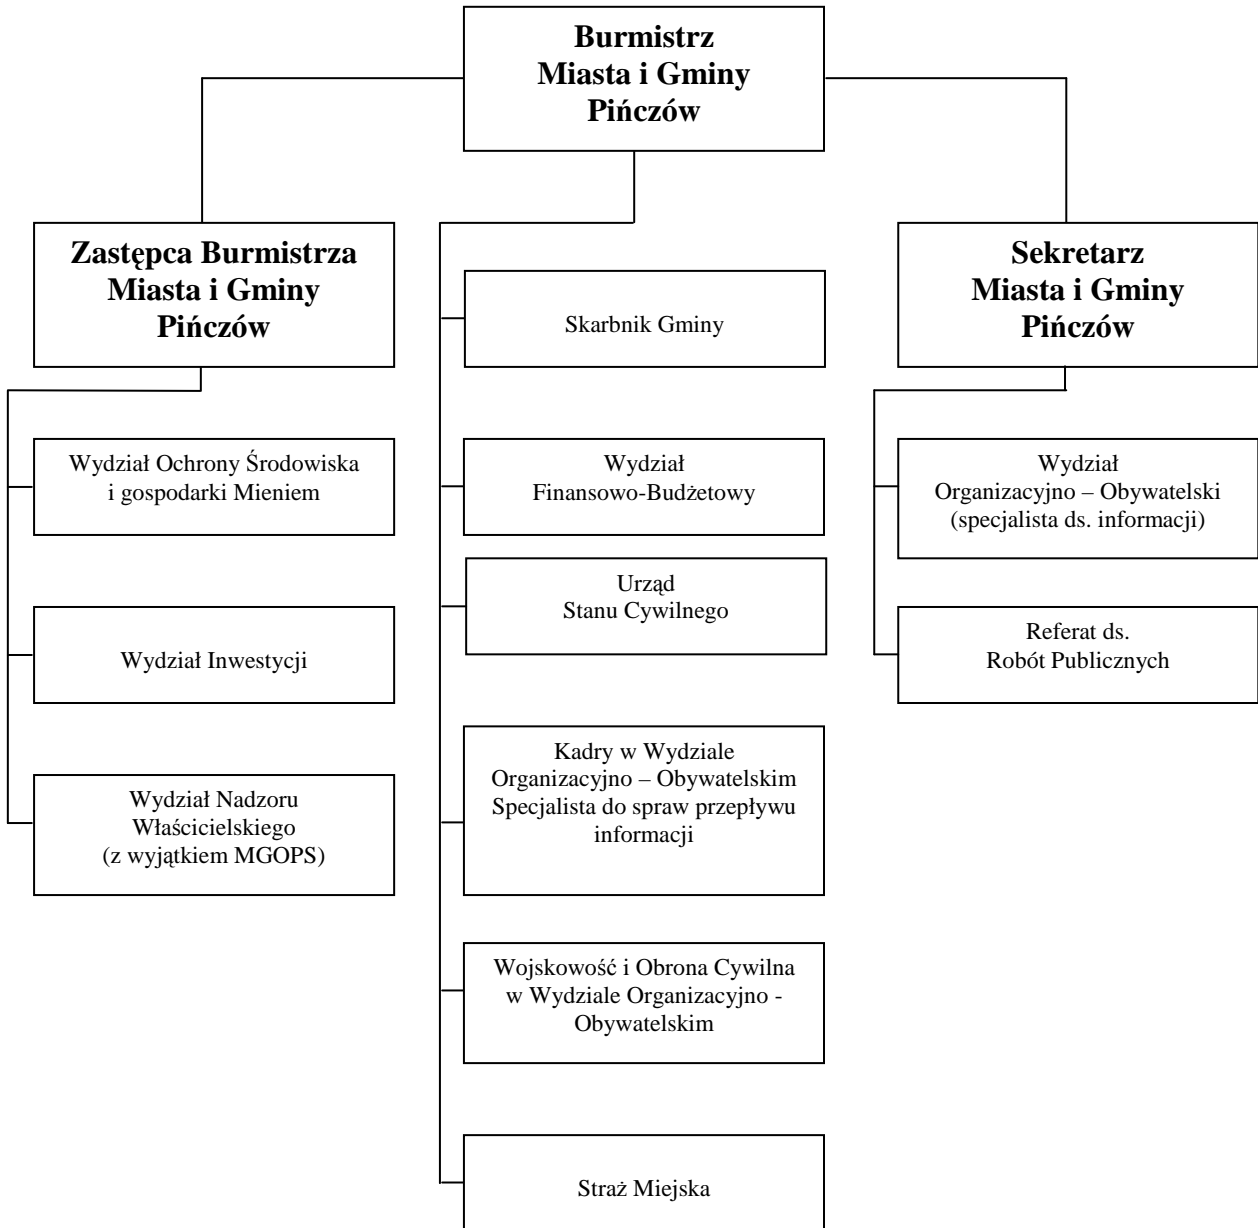 Burmistrz
Miasta i Gminy
Pińczów
Zastępca Burmistrza
Miasta i Gminy
Pińczów
Wydział Ochrony Środowiska
i gospodarki Mieniem
Wydział Inwestycji
Wydział Nadzoru
Właścicielskiego
(z wyjątkiem MGOPS)
Skarbnik Gminy
Wydział
Finansowo-Budżetowy
Urząd
Stanu Cywilnego
Kadry w Wydziale
Organizacyjno – Obywatelskim
Specjalista do spraw przepływu
informacji
Wojskowość i Obrona Cywilna
w Wydziale Organizacyjno -
Obywatelskim
Straż Miejska
Sekretarz
Miasta i Gminy
Pińczów
Wydział
Organizacyjno – Obywatelski
(specjalista ds. informacji)
Referat ds.
Robót Publicznych